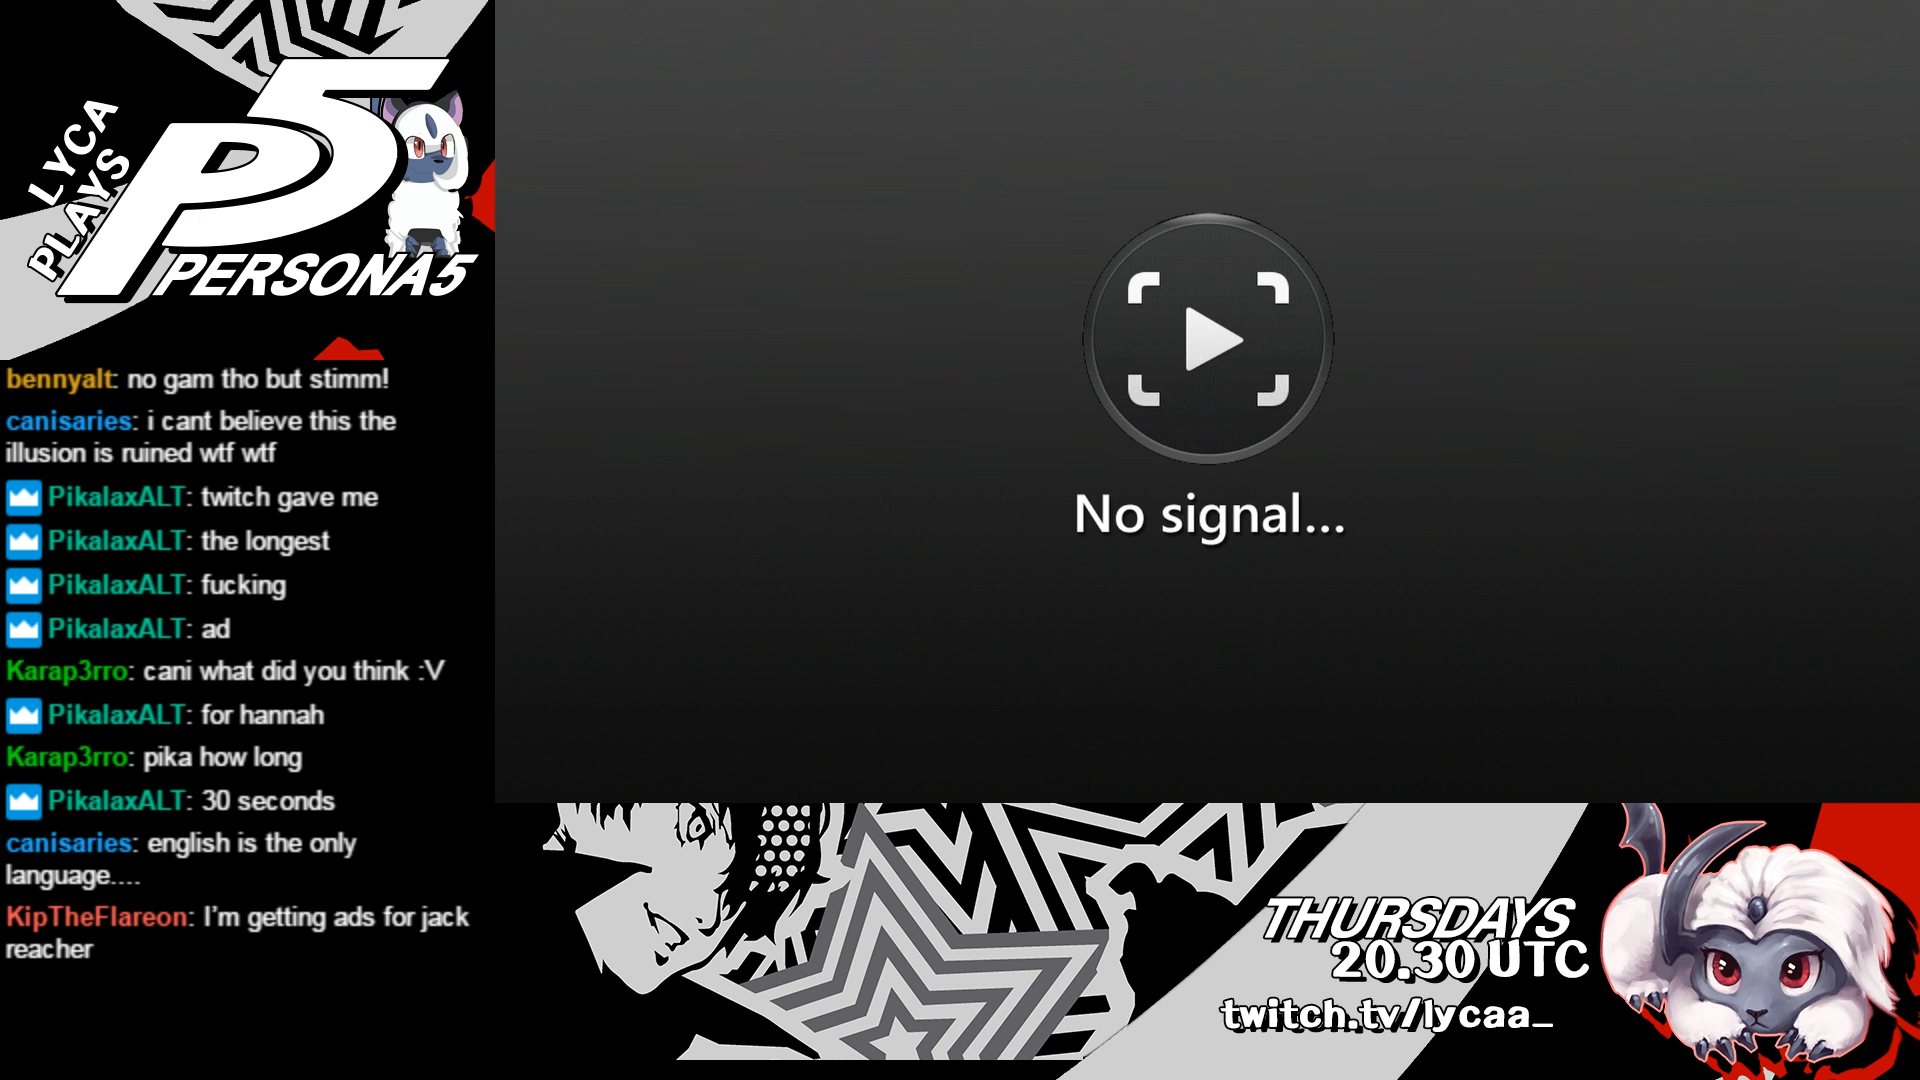 LYCA
PLAYS
P5
PERSONA5
bennyalt: no gam tho but stimm!
canisaries: i cant believe this the
illusion is ruined wtf wtf
PikalaxALT: twitch gave me
PikalaxALT: the longest
PikalaxALT: fucking
PikalaxALT: ad
Karap3rro: cani what did you think :V
PikalaxALT: for hannah
Karap3rro: pika how long
PikalaxALT: 30 seconds
canisaries: english is the only
language....
KipTheFlareon: I'm getting ads for jack
reacher
No signal...
THURSDAYS
20.30 UTC
twitch.tv/lycaa_